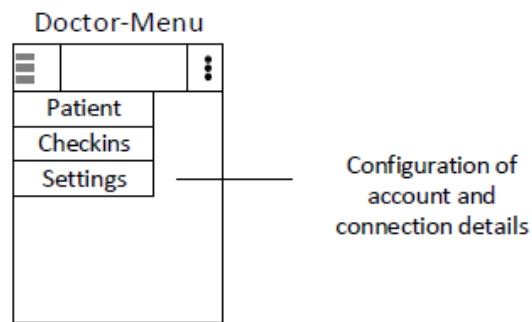 Doctor-Menu
Patient
Checkins
Settings
Configuration of
account and
connection details